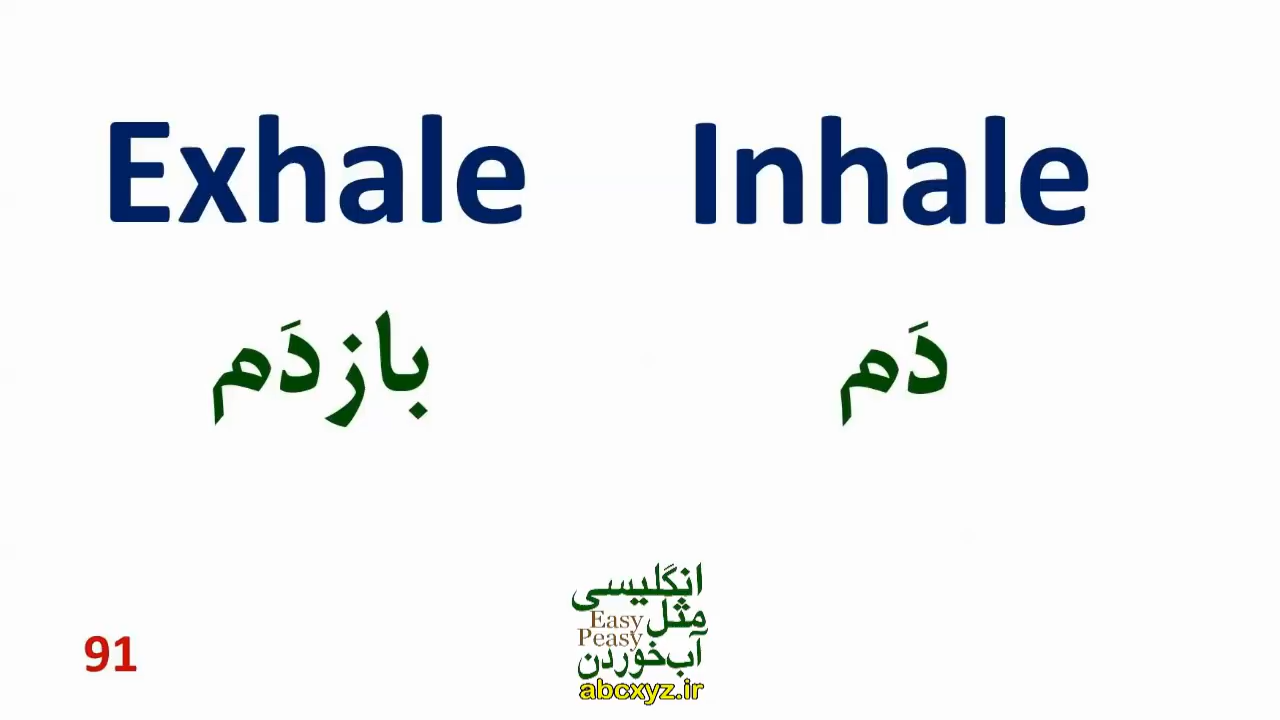 Exhale Inhale
بازدَم دَم
انگلیسی
مثل Easy
Peasy
آب‌خوردن
abcxyz.ir
91